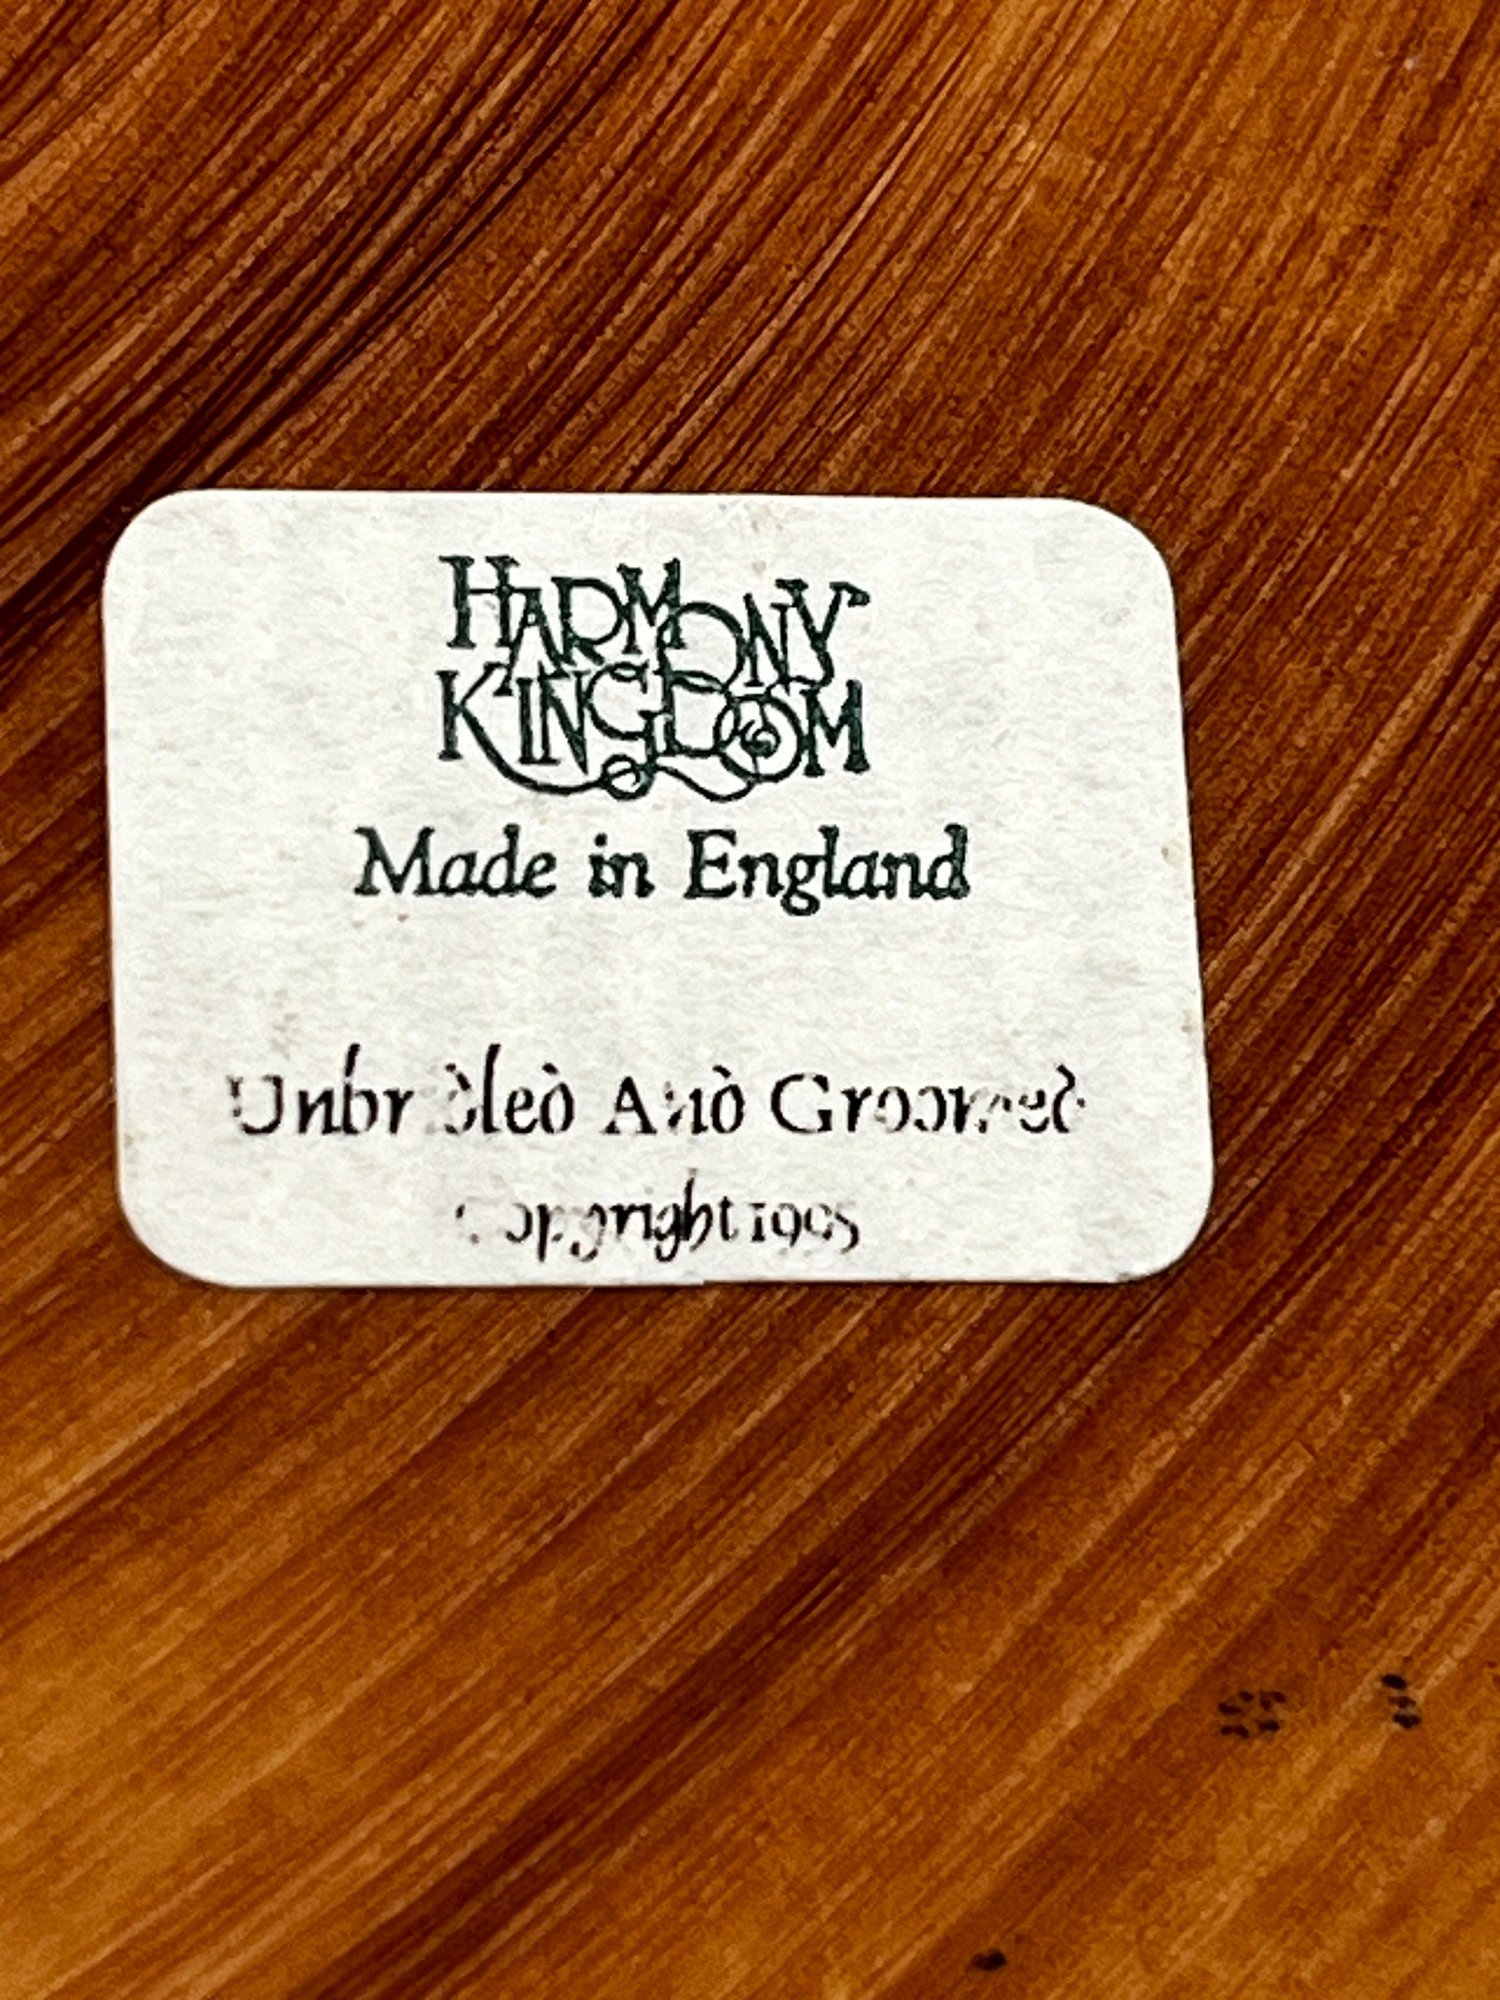 HARMONY
KINGDOM
Made in England
Unbridled And Groomed
Copyright 1995